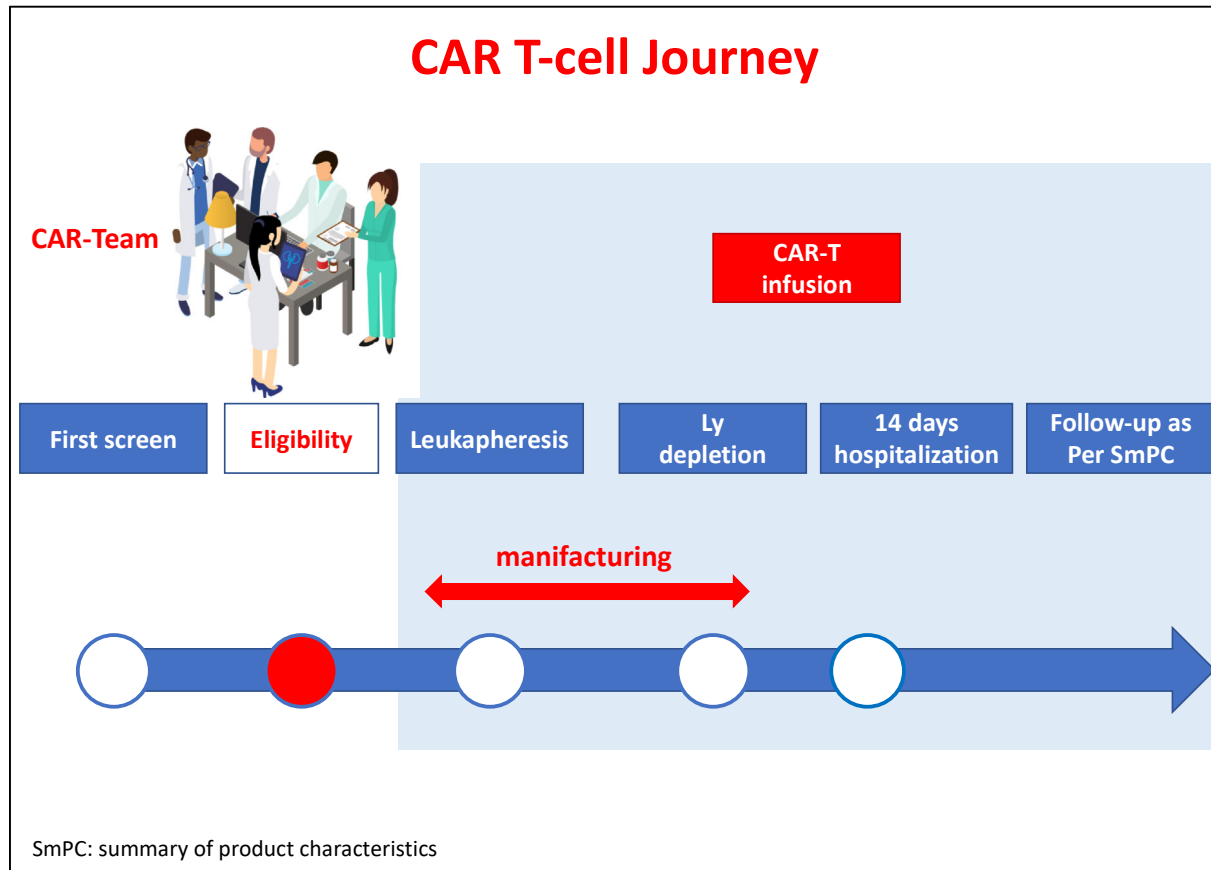 CAR T-cell Journey
CAR-Team
CAR-T
infusion
First screen
Eligibility
Leukapheresis
Ly
depletion
14 days
hospitalization
Follow-up as
Per SmPC
manifacturing
SmPC: summary of product characteristics